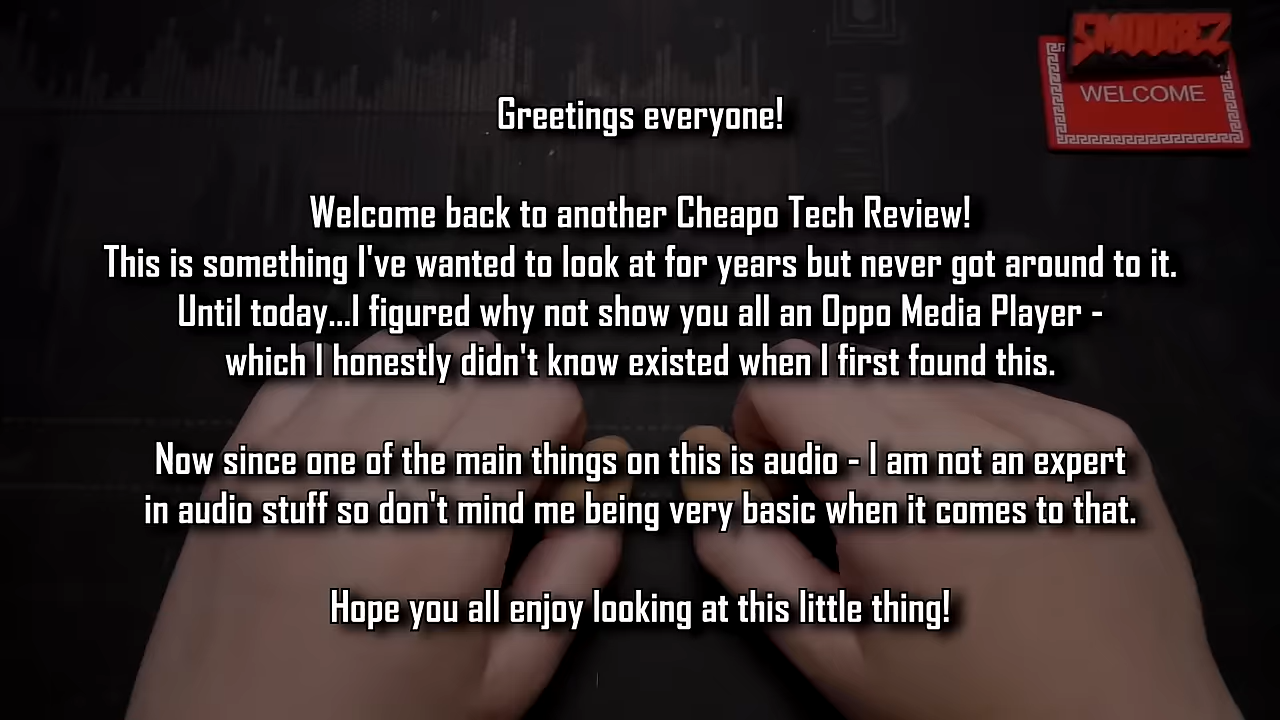 SMOOREZ
WELCOME
Greetings everyone!
Welcome back to another Cheapo Tech Review!
This is something I've wanted to look at for years but never got around to it.
Until today...I figured why not show you all an Oppo Media Player -
which I honestly didn't know existed when I first found this.
Now since one of the main things on this is audio - I am not an expert
in audio stuff so don't mind me being very basic when it comes to that.
Hope you all enjoy looking at this little thing!